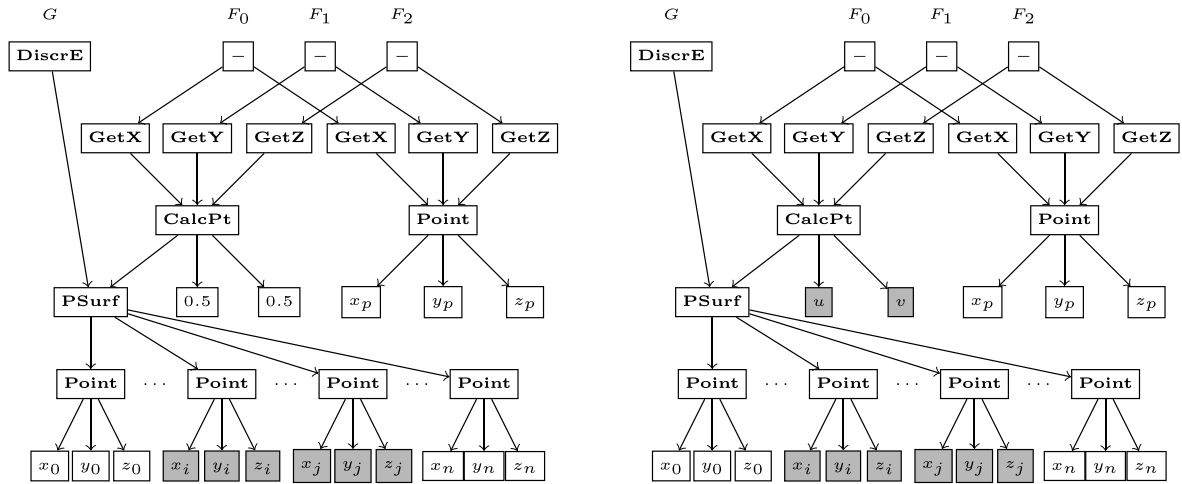 G F₀ F₁ F₂ G F₀ F₁ F₂
DiscrE − − − DiscrE − − −
GetX GetY GetZ GetX GetY GetZ GetX GetY GetZ GetX GetY GetZ
CalcPt Point CalcPt Point
PSurf 0.5 0.5 xₚ yₚ zₚ PSurf u v xₚ yₚ zₚ
Point ··· Point ··· Point ··· Point Point ··· Point ··· Point ··· Point
x₀ y₀ z₀ xᵢ yᵢ zᵢ xⱼ yⱼ zⱼ xₙ yₙ zₙ x₀ y₀ z₀ xᵢ yᵢ zᵢ xⱼ yⱼ zⱼ xₙ yₙ zₙ